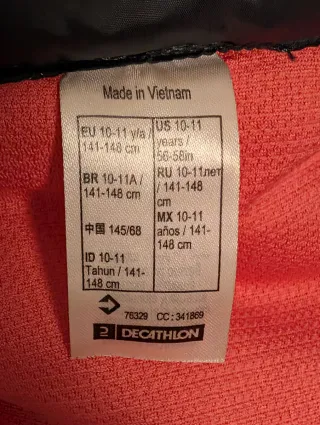 Made in Vietnam
EU 10-11 y/a /
141-148 cm
BR 10-11A /
141-148 cm
中国 145/68
ID 10-11
Tahun / 141-
148 cm
US 10-11
years /
56-58in
RU 10-11лет
/ 141-148
cm
MX 10-11
años / 141-
148 cm
76329 CC: 341869
DECATHLON